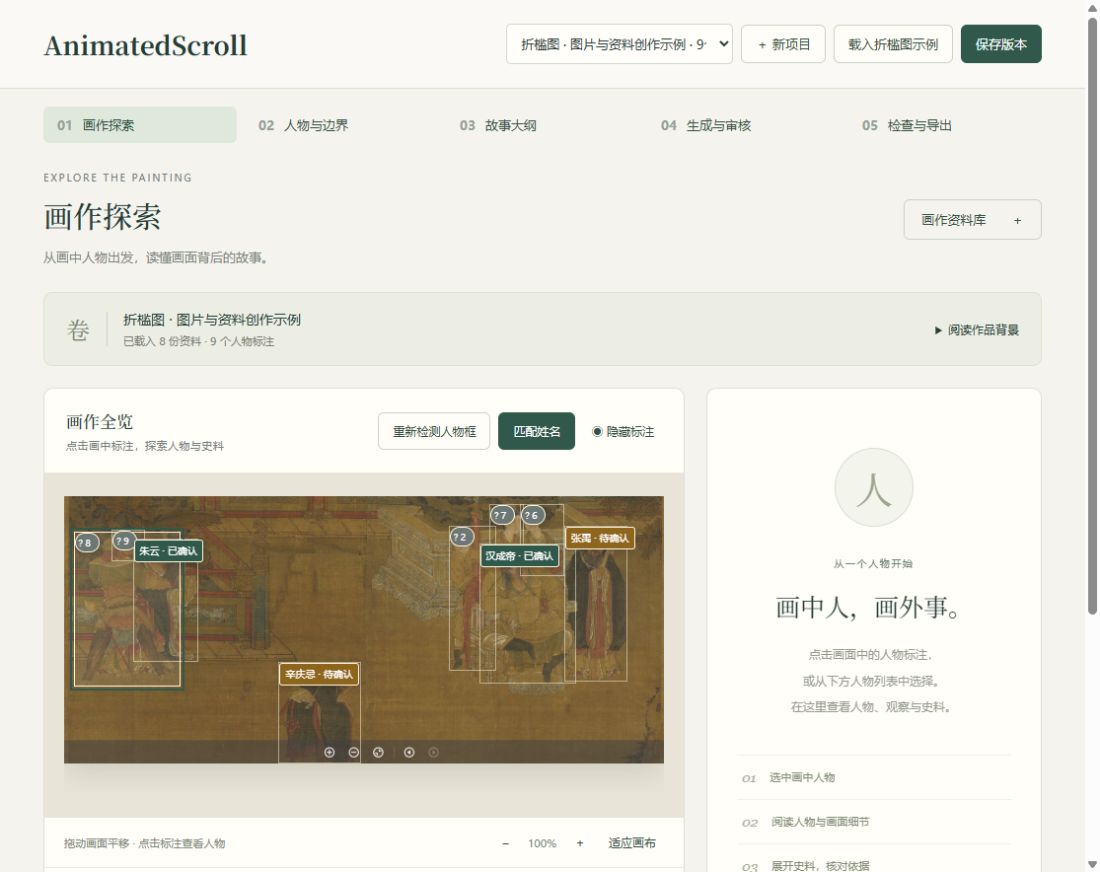 AnimatedScroll
折槛图 · 图片与资料创作示例 · 9
+ 新项目
载入折槛图示例
保存版本
01 画作探索
02 人物与边界
03 故事大纲
04 生成与审核
05 检查与导出
EXPLORE THE PAINTING
画作探索
画作资料库 +
从画中人物出发，读懂画面背后的故事。
卷
折槛图 · 图片与资料创作示例
已载入 8 份资料 · 9 个人物标注
▶ 阅读作品背景
画作全览
点击画中标注，探索人物与史料
重新检测人物框
匹配姓名
◉ 隐藏标注
? 8
? 9
朱云 · 已确认
? 7
? 6
? 2
汉成帝 · 已确认
张禹 · 待确认
辛庆忌 · 待确认
拖动画面平移 · 点击标注查看人物
− 100% +
适应画布
人
从一个人物开始
画中人，画外事。
点击画面中的人物标注，
或从下方人物列表中选择。
在这里查看人物、观察与史料。
01 选中画中人物
02 阅读人物与画面细节
03 展开史料，核对依据